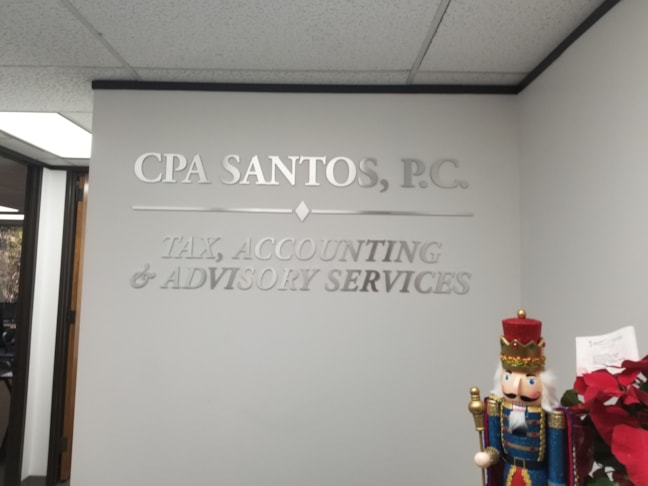 CPA SANTOS, P.C.
TAX, ACCOUNTING
& ADVISORY SERVICES